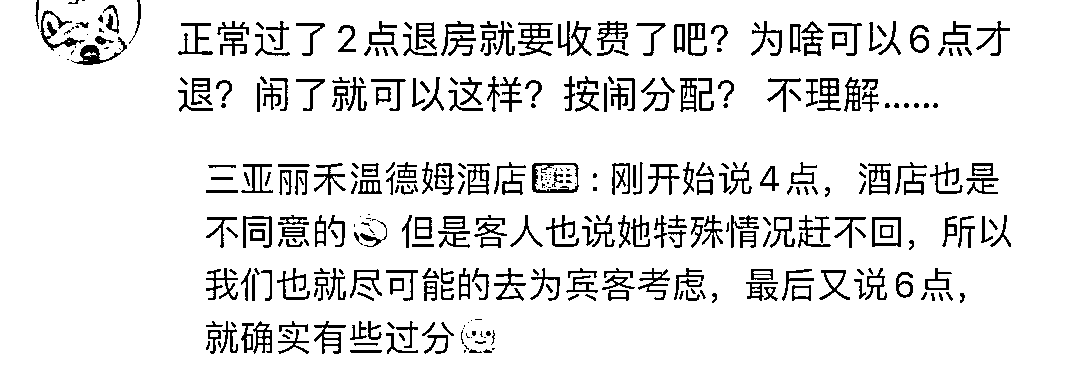 正常过了2点退房就要收费了吧？为啥可以6点才
退？闹了就可以这样？按闹分配？ 不理解......
三亚丽禾温德姆酒店：刚开始说4点，酒店也是
不同意的 但是客人也说她特殊情况赶不回，所以
我们也就尽可能的去为宾客考虑，最后又说6点，
就确实有些过分